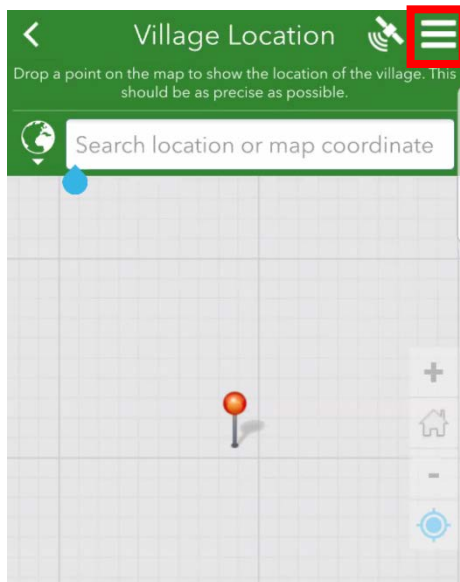 Village Location
Drop a point on the map to show the location of the village. This
should be as precise as possible.
Search location or map coordinate
+
-